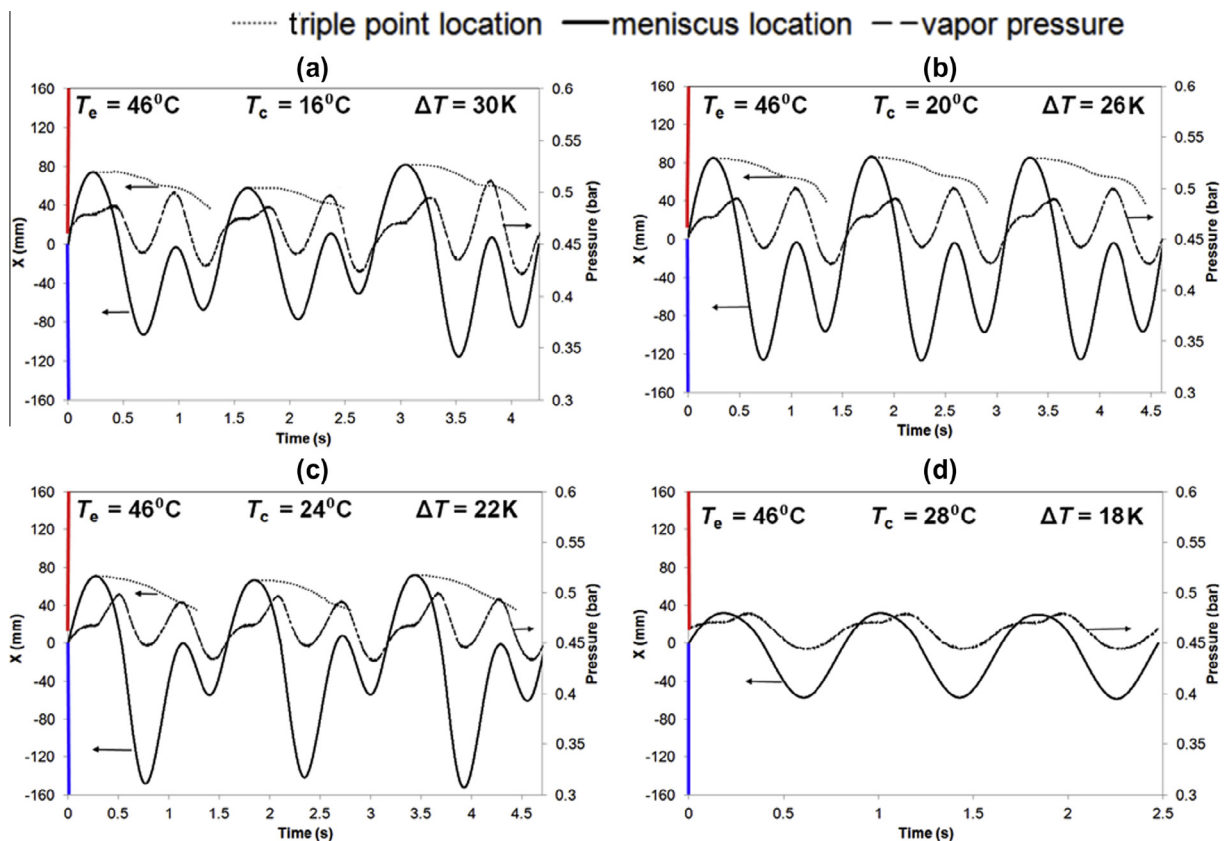 triple point location meniscus location vapor pressure
(a)
Te = 46⁰C Tc = 16⁰C ΔT = 30K
X (mm)
160
120
80
40
0
-40
-80
-120
-160
0.6
0.55
0.5
0.45
0.4
0.35
0.3
Pressure (bar)
0 0.5 1 1.5 2 2.5 3 3.5 4
Time (s)
(b)
Te = 46⁰C Tc = 20⁰C ΔT = 26K
X (mm)
160
120
80
40
0
-40
-80
-120
-160
0.6
0.55
0.5
0.45
0.4
0.35
0.3
Pressure (bar)
0 0.5 1 1.5 2 2.5 3 3.5 4 4.5
Time (s)
(c)
Te = 46⁰C Tc = 24⁰C ΔT = 22K
X (mm)
160
120
80
40
0
-40
-80
-120
-160
0.6
0.55
0.5
0.45
0.4
0.35
0.3
Pressure (bar)
0 0.5 1 1.5 2 2.5 3 3.5 4 4.5
Time (s)
(d)
Te = 46⁰C Tc = 28⁰C ΔT = 18K
X (mm)
160
120
80
40
0
-40
-80
-120
-160
0.6
0.55
0.5
0.45
0.4
0.35
0.3
Pressure (bar)
0 0.5 1 1.5 2 2.5
Time (s)